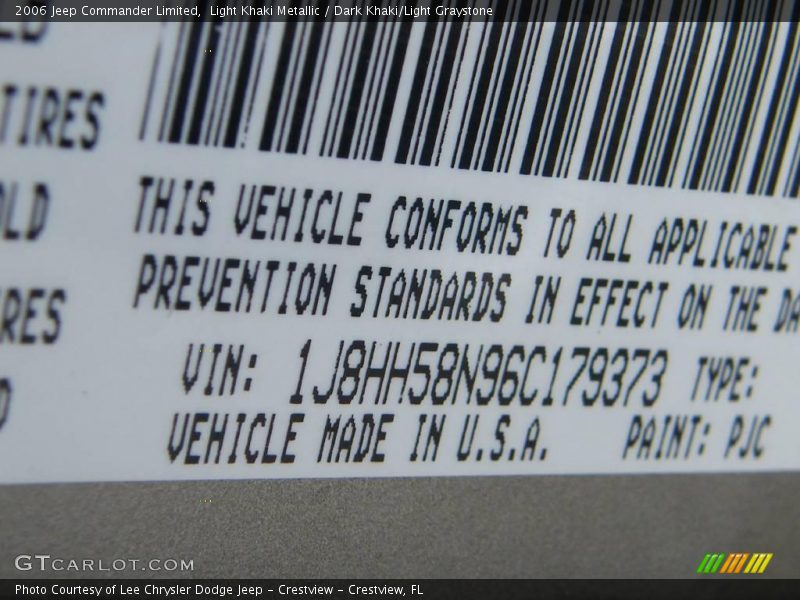 2006 Jeep Commander Limited, Light Khaki Metallic / Dark Khaki/Light Graystone
TIRES
THIS VEHICLE CONFORMS TO ALL APPLICABLE
PREVENTION STANDARDS IN EFFECT ON THE DA
VIN: 1J8HH58N96C179373 TYPE:
VEHICLE MADE IN U.S.A. PAINT: PJC
GTCARLOT.COM
Photo Courtesy of Lee Chrysler Dodge Jeep – Crestview – Crestview, FL